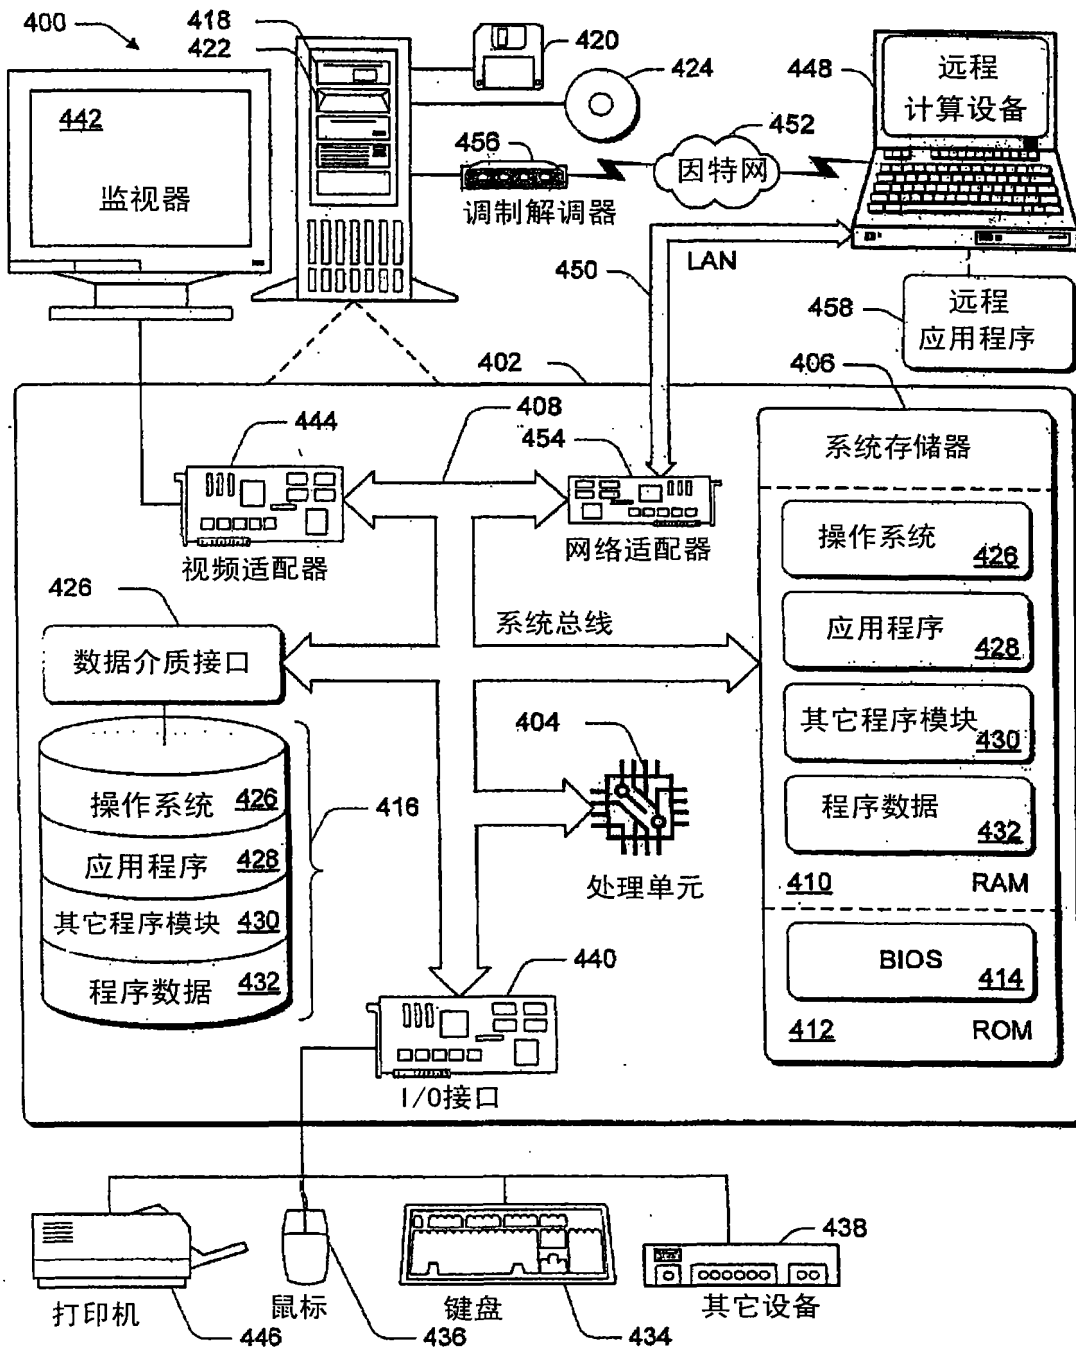 400
418
422
420
424
448
远程
计算设备
442
监视器
456
调制解调器
452
因特网
450
LAN
458
远程
应用程序
402
406
444
408
454
系统存储器
视频适配器
网络适配器
操作系统
426
426
数据介质接口
系统总线
应用程序
428
404
其它程序模块
430
操作系统
426
416
程序数据
432
应用程序
428
处理单元
410
RAM
其它程序模块
430
440
BIOS
414
程序数据
432
412
ROM
I/O接口
438
打印机
446
鼠标
436
键盘
434
其它设备